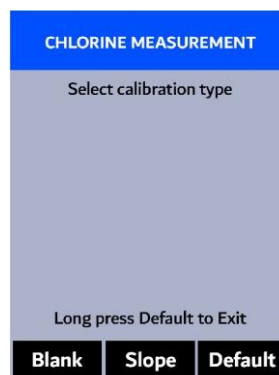 CHLORINE MEASUREMENT
Select calibration type
Long press Default to Exit
Blank Slope Default